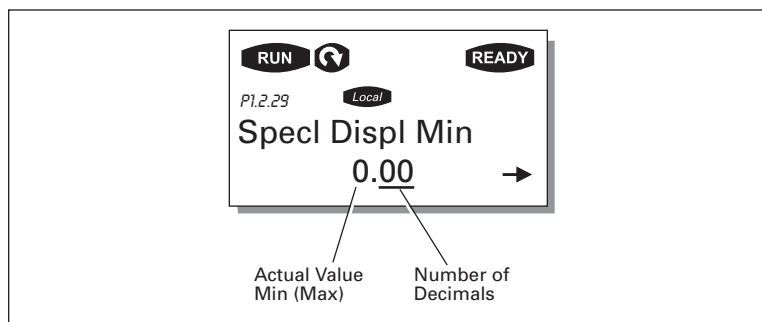 RUN READY
P1.2.29 Local
Specl Displ Min
0.00
Actual Value Number of
Min (Max) Decimals